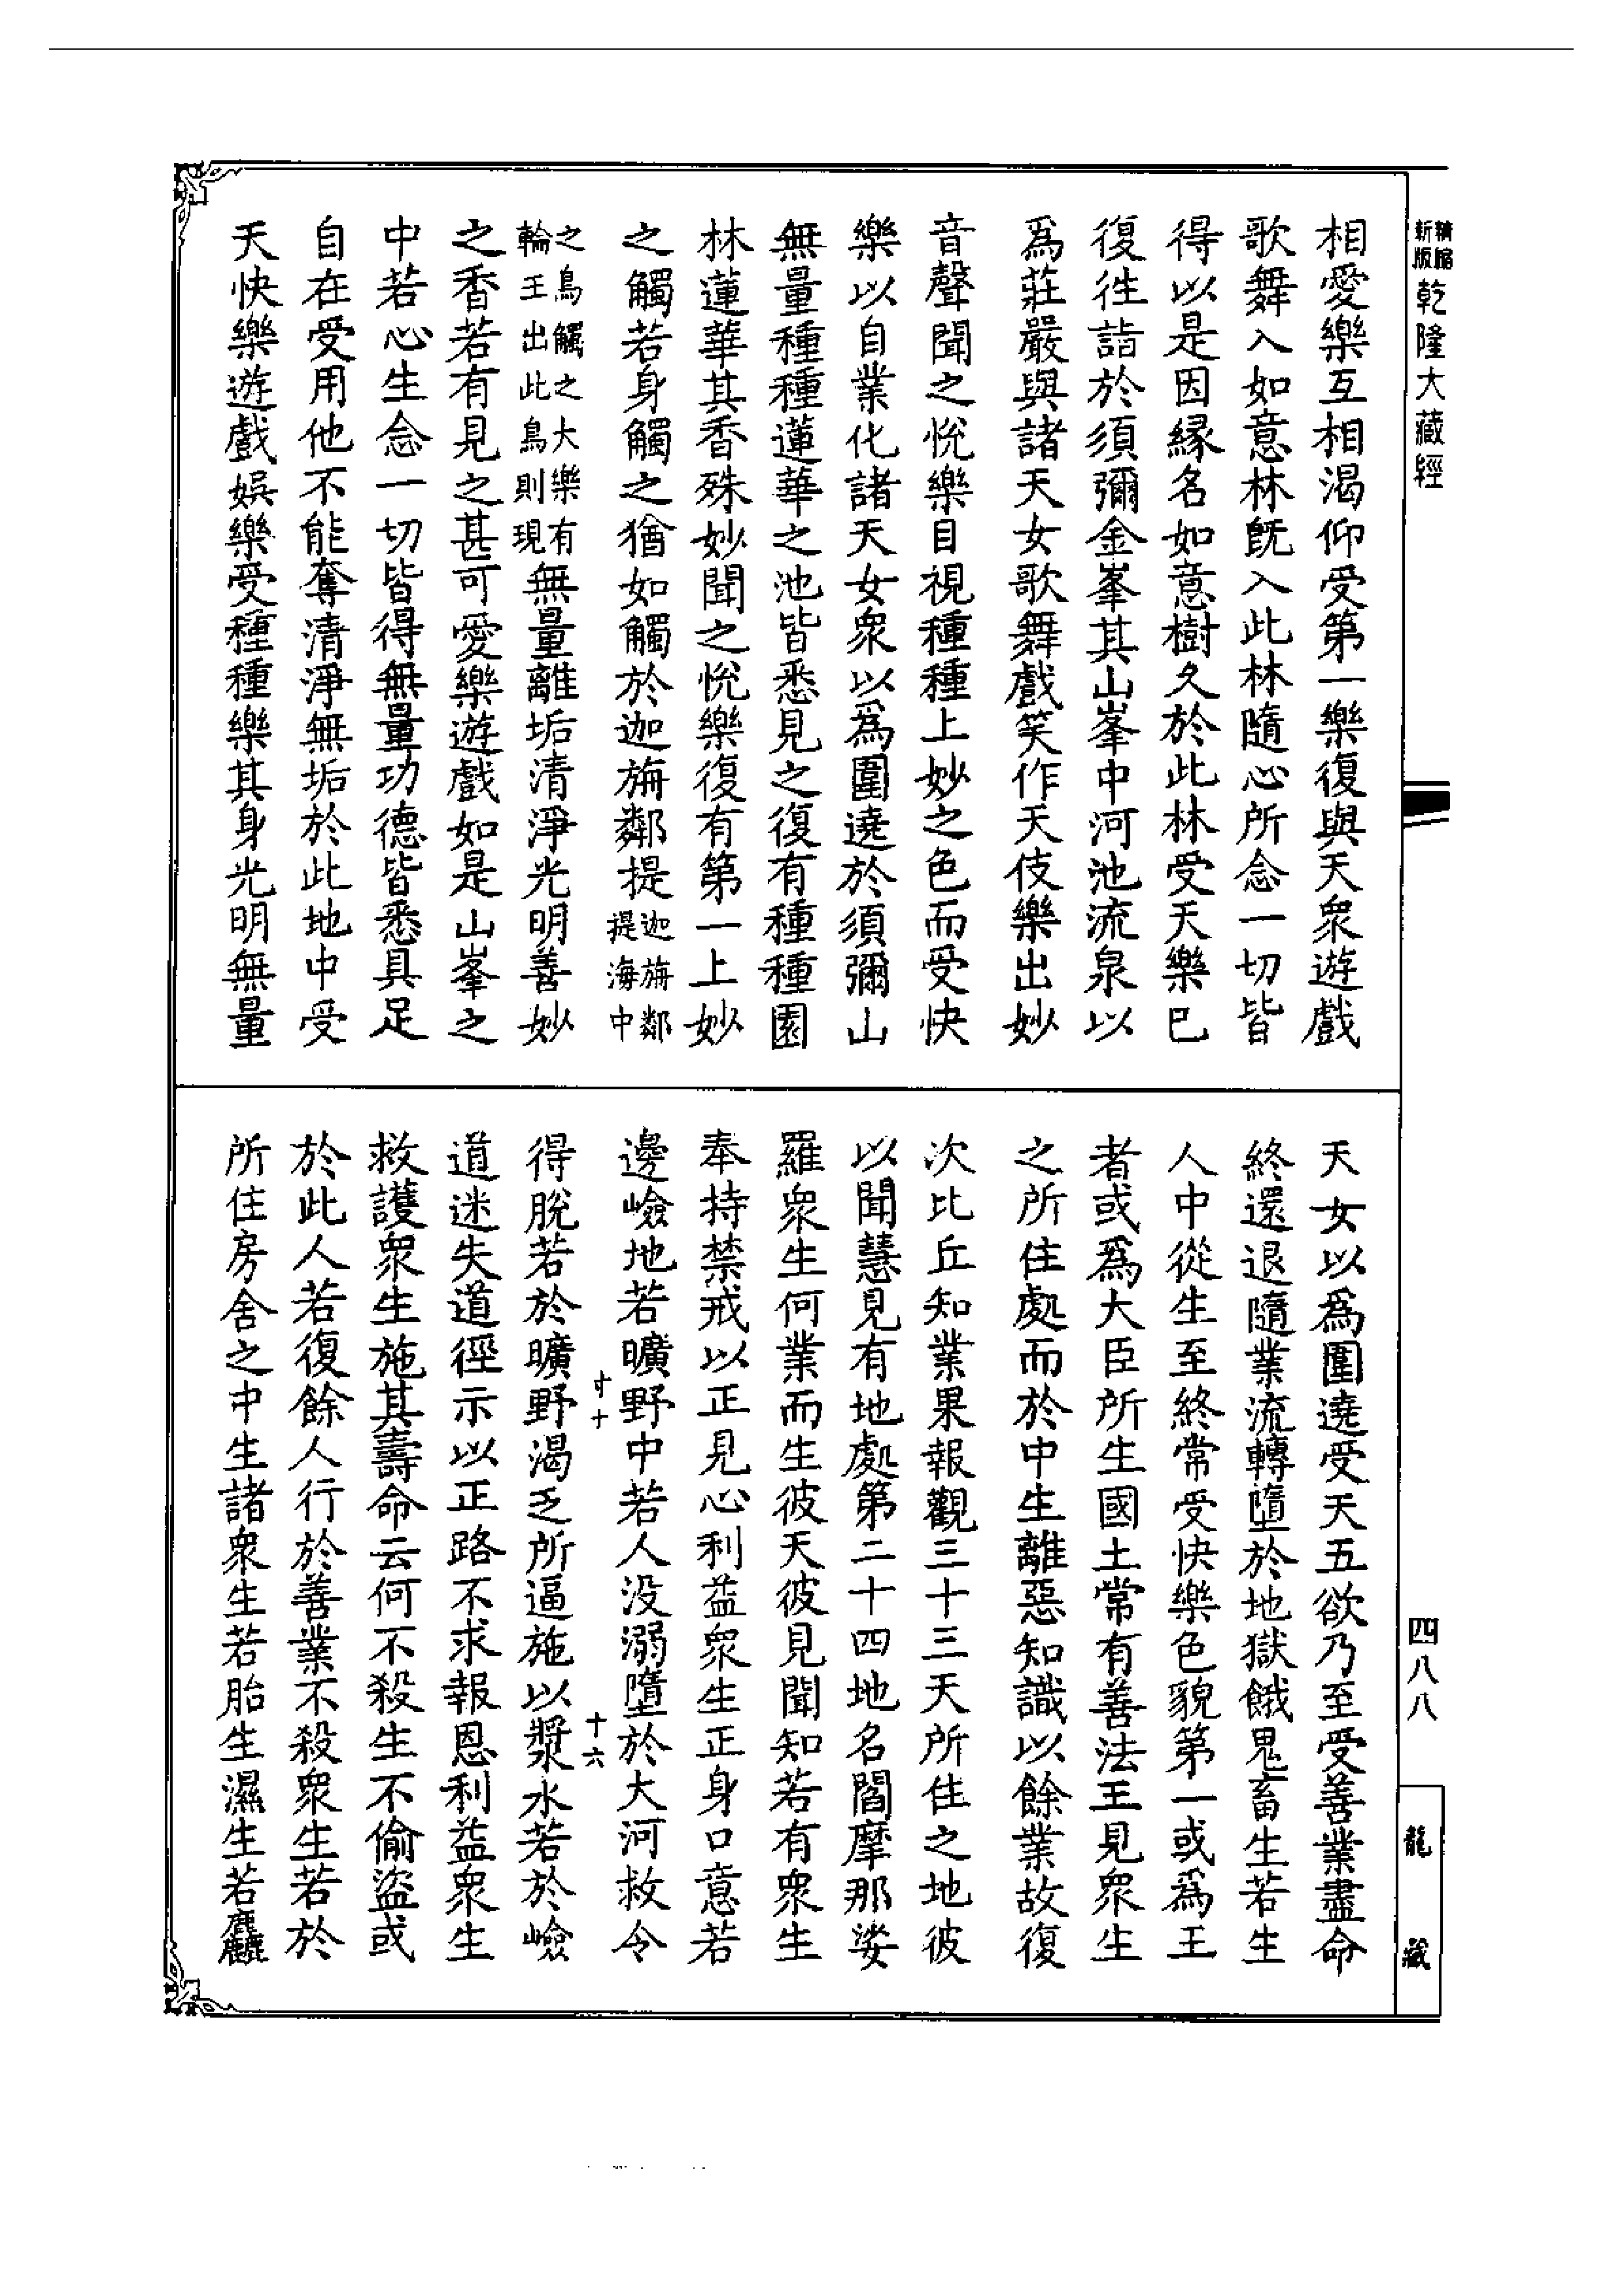 精縮新版乾隆大藏經
相愛樂互相渴仰受第一樂復與天衆遊戲
歌舞入如意林旣入此林隨心所念一切皆
得以是因緣名如意樹久於此林受天樂已
復往詣於須彌金峯其山峯中河池流泉以
爲莊嚴與諸天女歌舞戲笑作天伎樂出妙
音聲聞之悅樂目視種種上妙之色而受快
樂以自業化諸天女衆以爲圍遶於須彌山
無量種種蓮華之池皆悉見之復有種種園
林蓮華其香殊妙聞之悅樂復有第一上妙
之觸若身觸之猶如觸於迦旃鄰提迦旃鄰提海中
之鳥觸之大樂有輪王出此鳥則現無量離垢清淨光明善妙
之香若有見之甚可愛樂遊戲如是山峯之
中若心生念一切皆得無量功德皆悉具足
自在受用他不能奪清淨無垢於此地中受
天快樂遊戲娛樂受種種樂其身光明無量
天女以爲圍遶受天五欲乃至受善業盡命
終還退隨業流轉墮於地獄餓鬼畜生若生
人中從生至終常受快樂色貌第一或爲王
者或爲大臣所生國土常有善法王見衆生
之所住處而於中生離惡知識以餘業故復
次比丘知業果報觀三十三天所住之地彼
以聞慧見有地處第二十四地名閻摩那娑
羅衆生何業而生彼天彼見聞知若有衆生
奉持禁戒以正見心利益衆生正身口意若
邊嶮地若曠野中若人没溺墮於大河救令
得脫若於曠野渴乏所逼施以漿水若於嶮
道迷失道徑示以正路不求報恩利益衆生
救護衆生施其壽命云何不殺生不偷盜或
於此人若復餘人行於善業不殺衆生若於
所住房舍之中生諸衆生若胎生濕生若麤
十六
四八八
龍藏